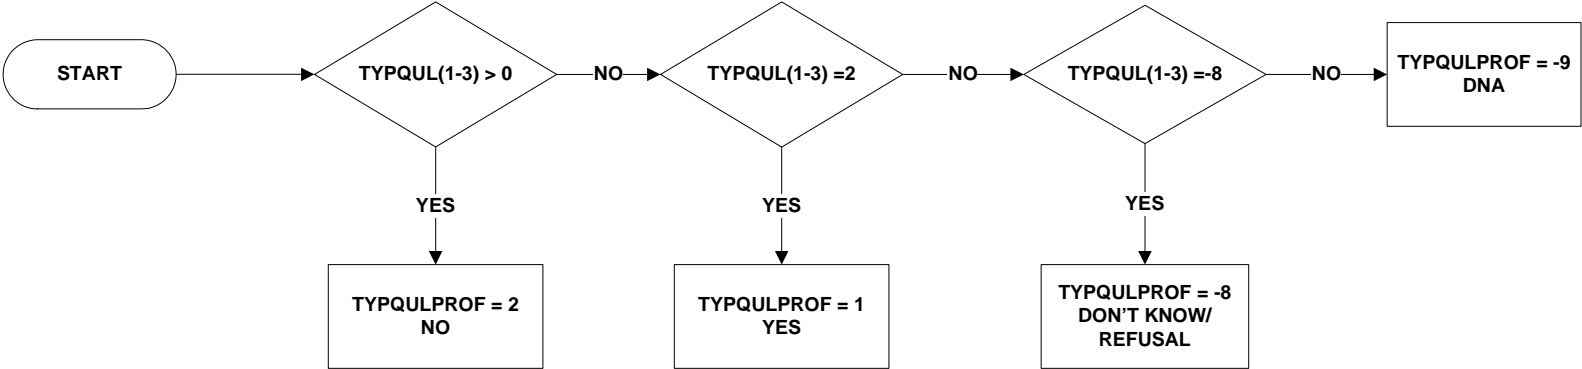 START
TYPQUL(1-3) > 0
NO
TYPQUL(1-3) =2
NO
TYPQUL(1-3) =-8
NO
TYPQULPROF = -9
DNA
YES
YES
YES
TYPQULPROF = 2
NO
TYPQULPROF = 1
YES
TYPQULPROF = -8
DON'T KNOW/
REFUSAL